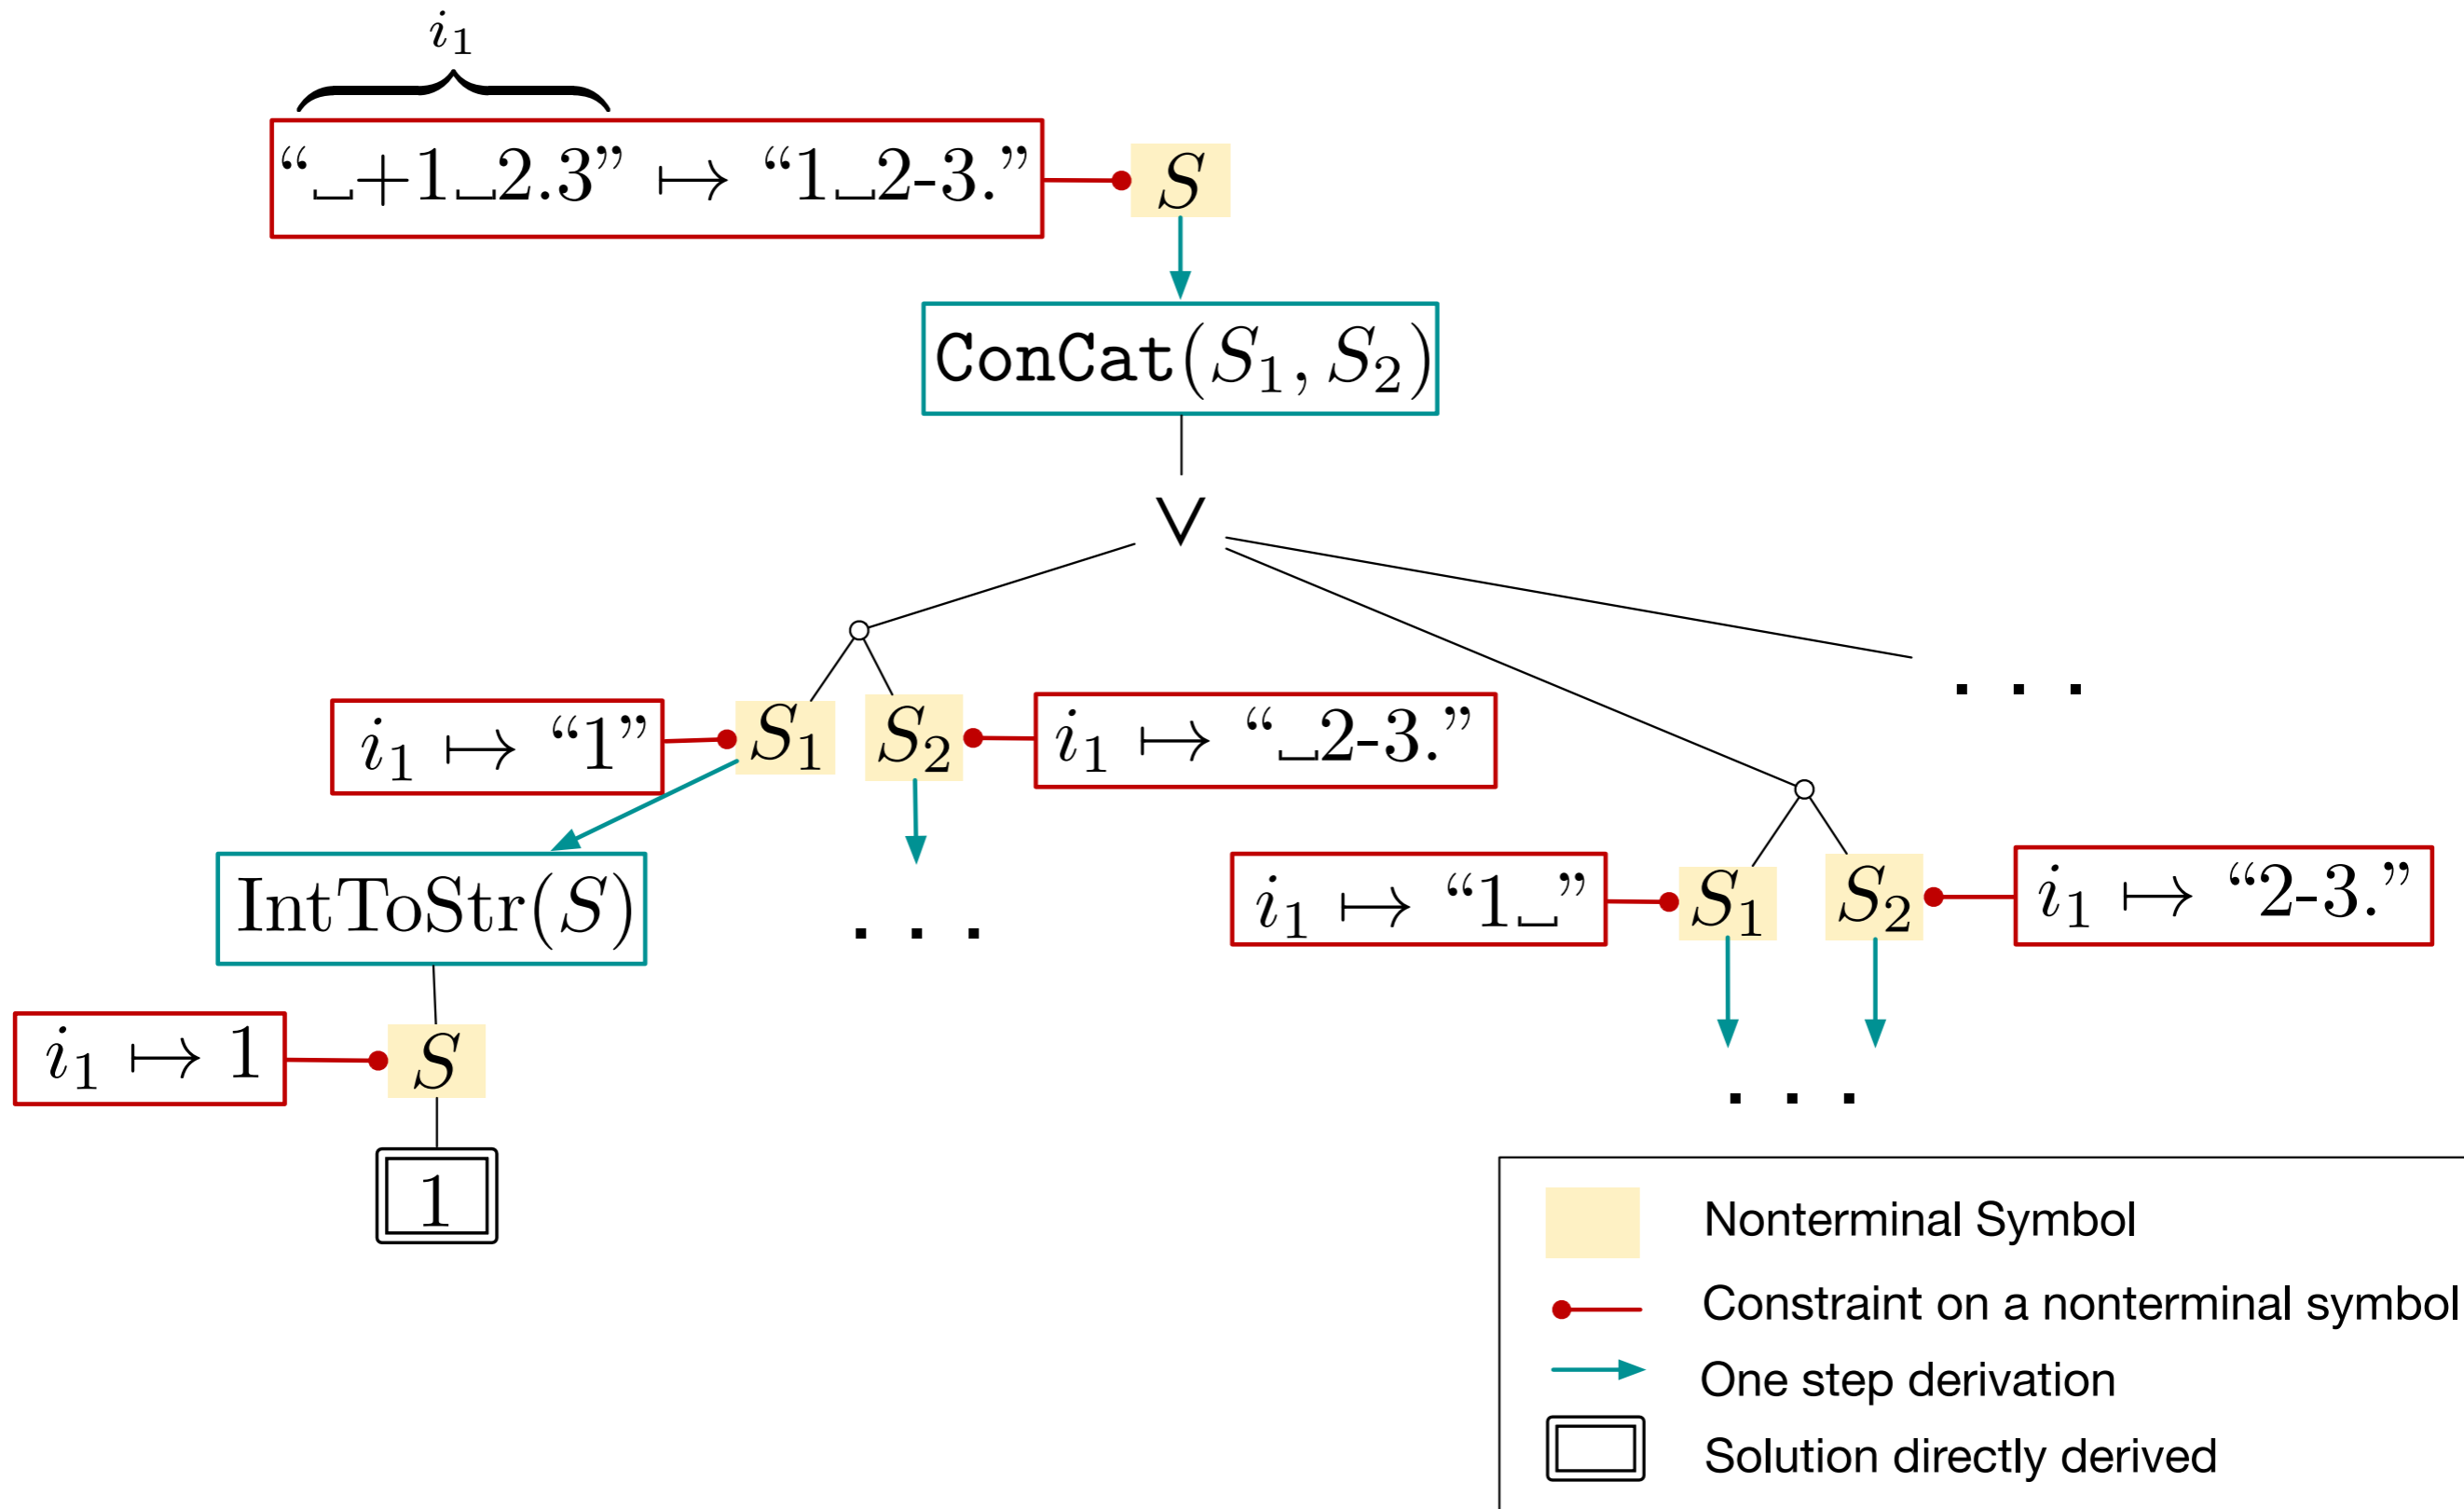 i₁
“␣+1␣2.3” ↦ “1␣2-3.”
S
ConCat(S₁, S₂)
∨
. . .
i₁ ↦ “1”
S₁
S₂
i₁ ↦ “␣2-3.”
IntToStr(S)
. . .
i₁ ↦ “1␣”
S₁
S₂
i₁ ↦ “2-3.”
i₁ ↦ 1
S
. . .
1
Nonterminal Symbol
Constraint on a nonterminal symbol
One step derivation
Solution directly derived